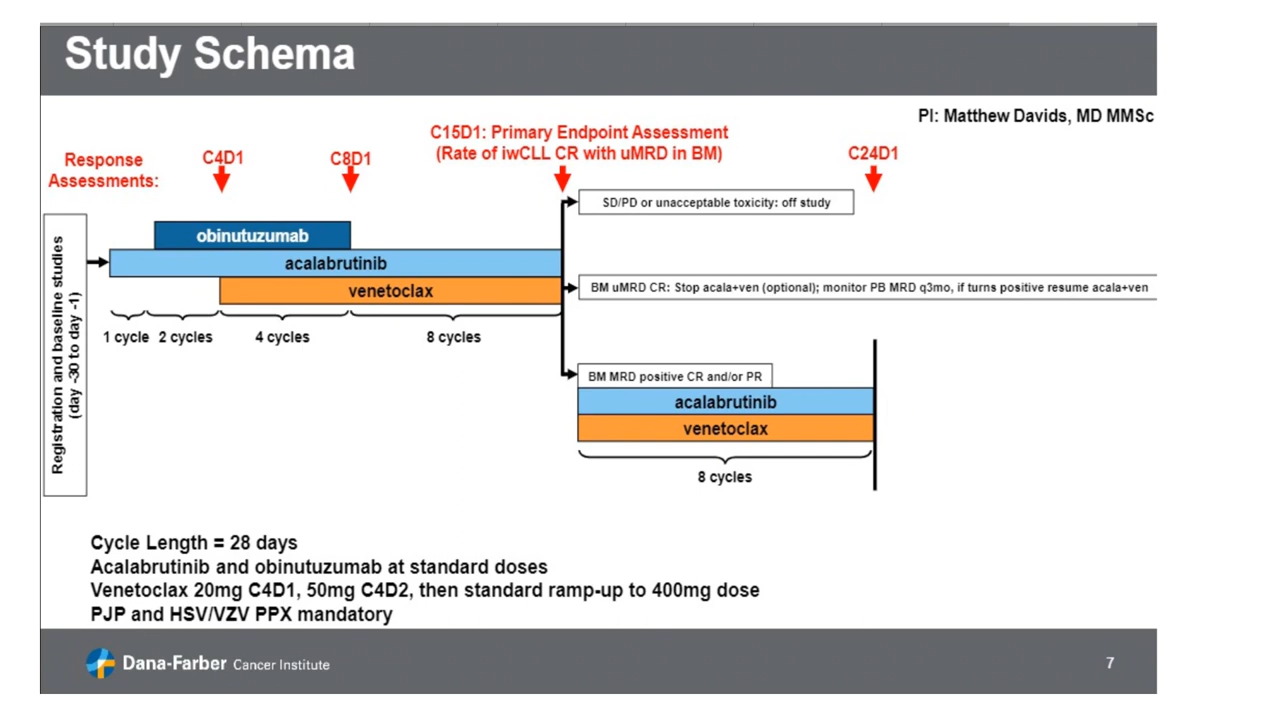 Study Schema
PI: Matthew Davids, MD MMSc
C15D1: Primary Endpoint Assessment
(Rate of iwCLL CR with uMRD in BM)
Response
Assessments:
C4D1
C8D1
C24D1
Registration and baseline studies
(day -30 to day -1)
obinutuzumab
acalabrutinib
venetoclax
1 cycle
2 cycles
4 cycles
8 cycles
SD/PD or unacceptable toxicity: off study
BM uMRD CR: Stop acala+ven (optional); monitor PB MRD q3mo, if turns positive resume acala+ven
BM MRD positive CR and/or PR
acalabrutinib
venetoclax
8 cycles
Cycle Length = 28 days
Acalabrutinib and obinutuzumab at standard doses
Venetoclax 20mg C4D1, 50mg C4D2, then standard ramp-up to 400mg dose
PJP and HSV/VZV PPX mandatory
Dana-Farber Cancer Institute
7